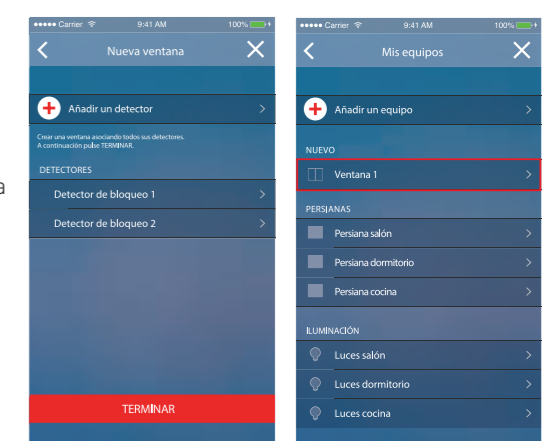 Carrier 9:41 AM 100%
Nueva ventana
Añadir un detector
Crear una ventana asociando todos sus detectores.
A continuación pulse TERMINAR.
DETECTORES
Detector de bloqueo 1
Detector de bloqueo 2
TERMINAR
a
Carrier 9:41 AM 100%
Mis equipos
Añadir un equipo
NUEVO
Ventana 1
PERSIANAS
Persiana salón
Persiana dormitorio
Persiana cocina
ILUMINACIÓN
Luces salón
Luces dormitorio
Luces cocina